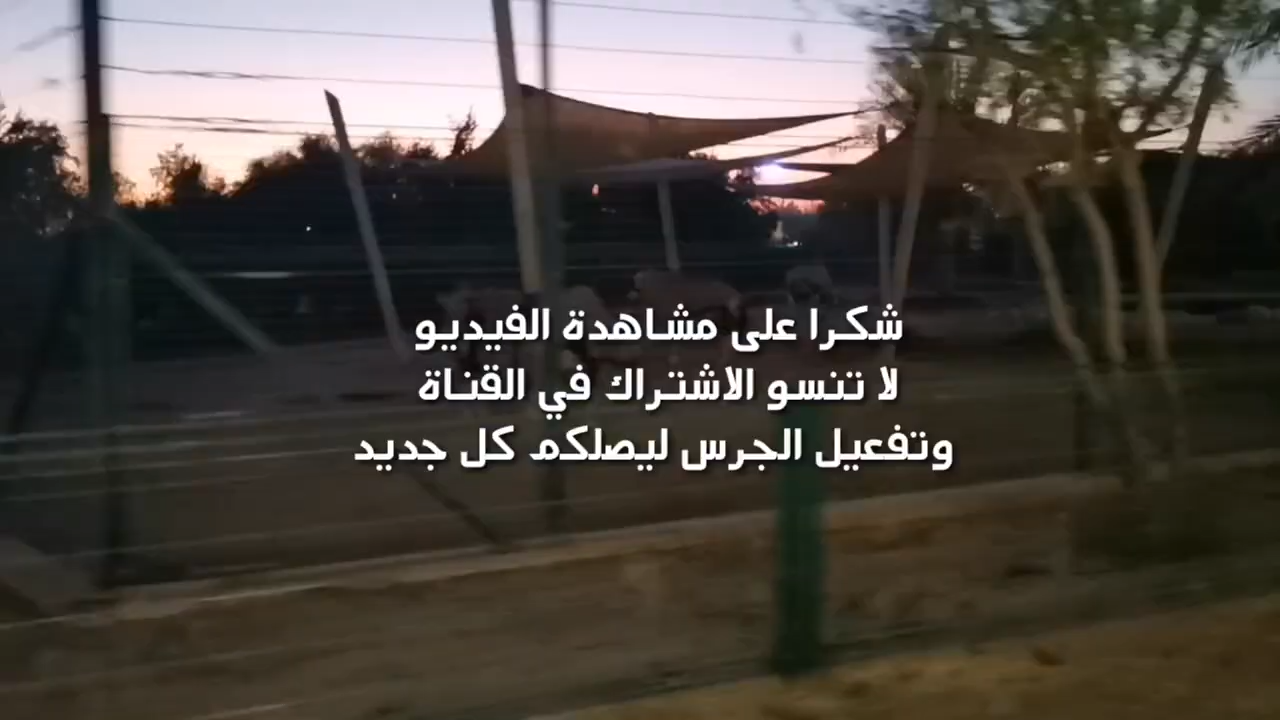 شكرا على مشاهدة الفيديو
لا تنسو الاشتراك في القناة
وتفعيل الجرس ليصلكم كل جديد